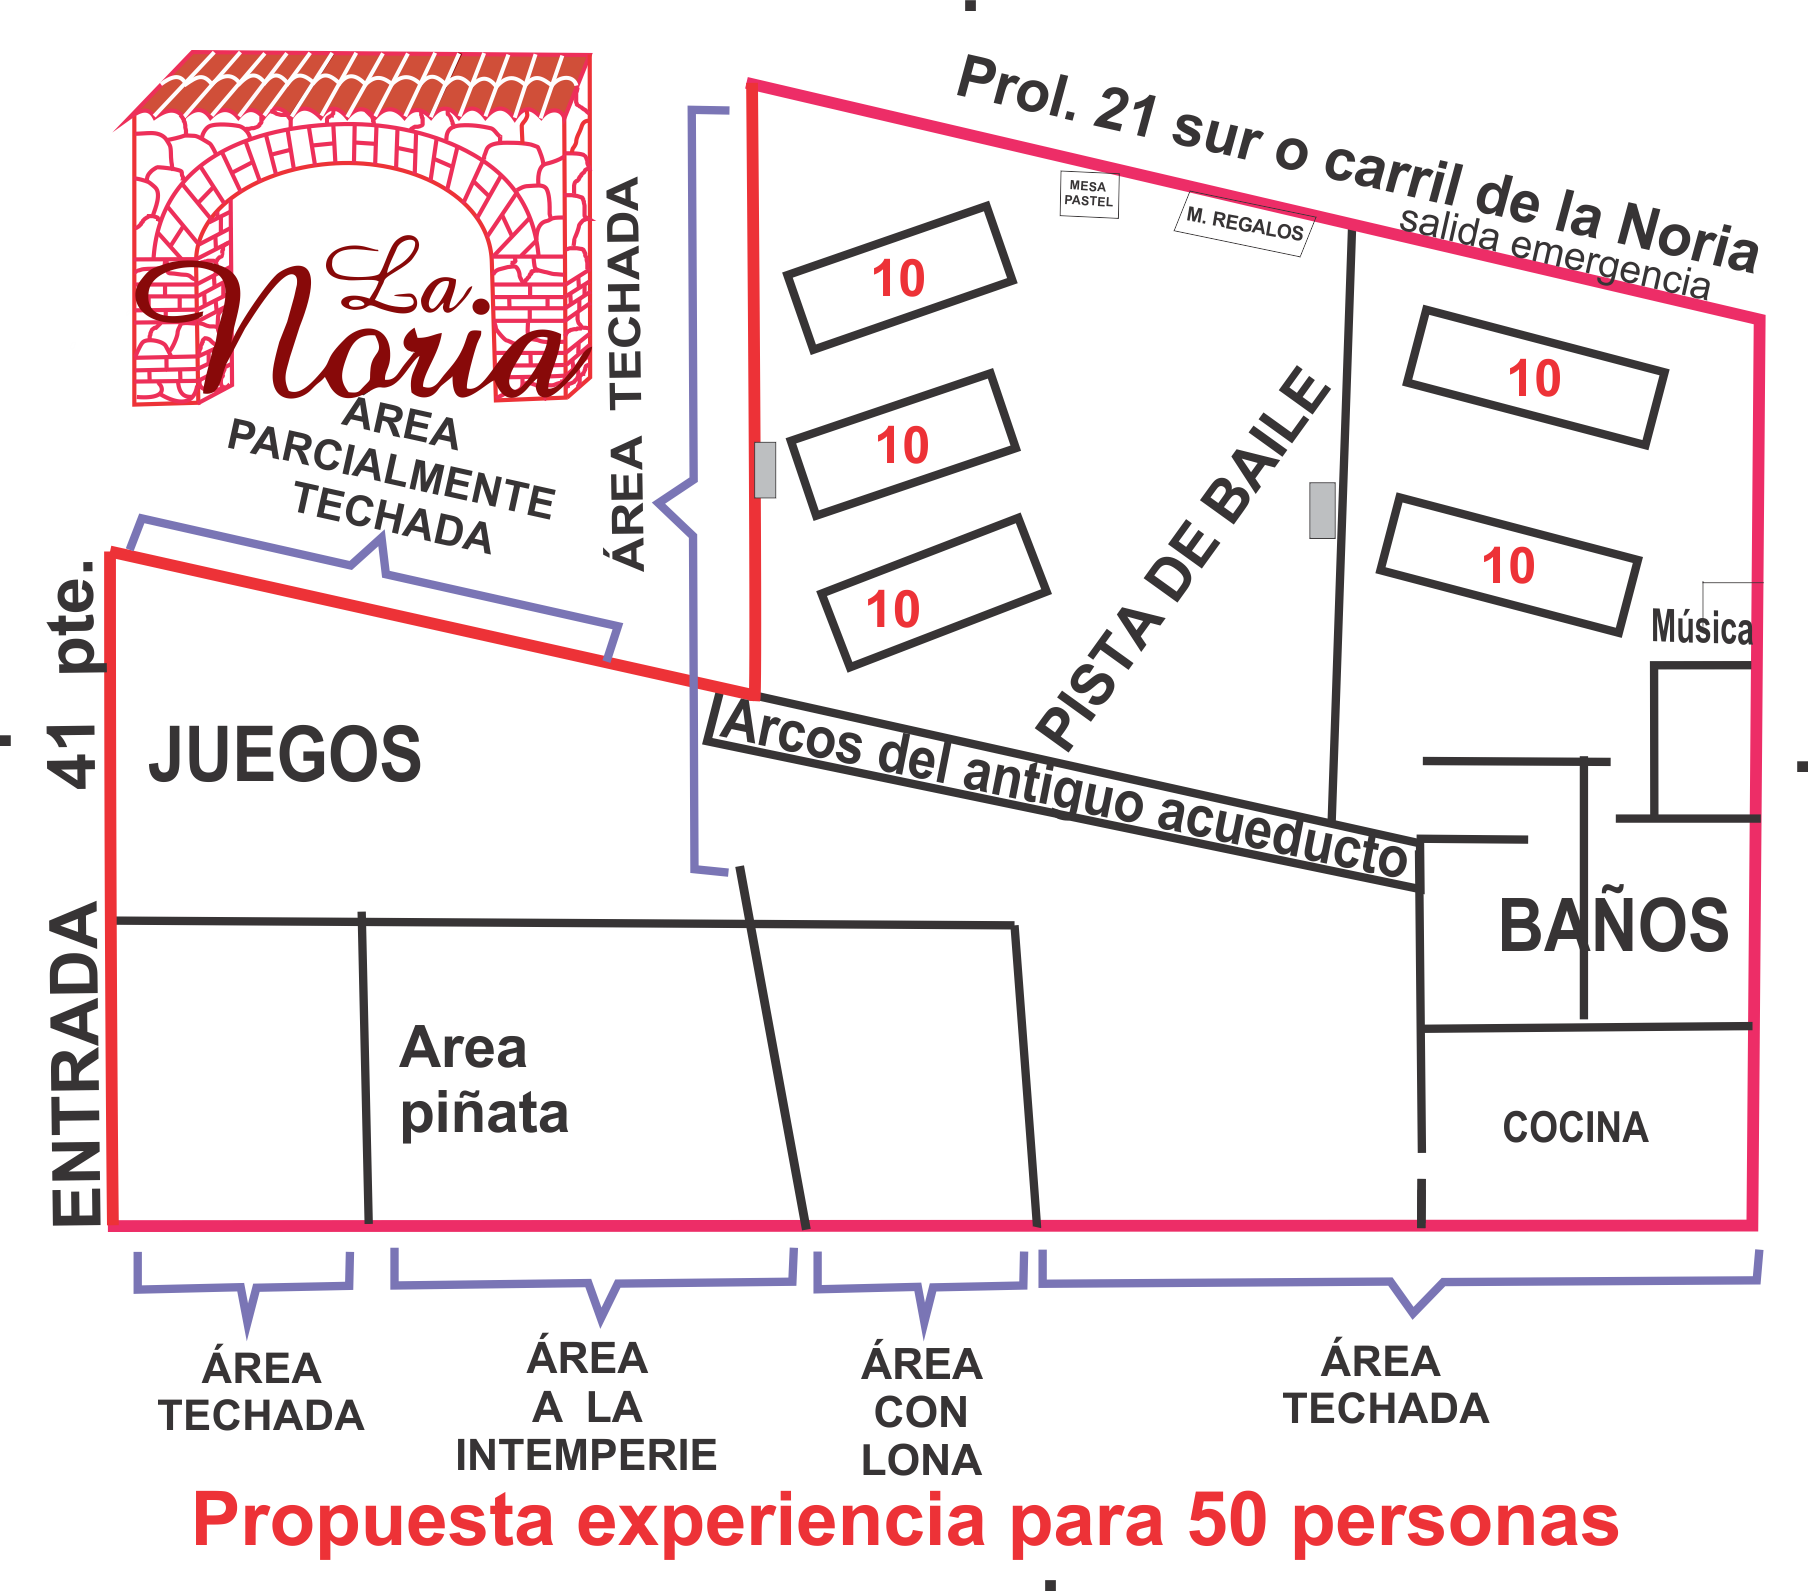 La
Noria
Prol. 21 sur o carril de la Noria
salida emergencia
MESA
PASTEL
M. REGALOS
ÁREA TECHADA
AREA
PARCIALMENTE
TECHADA
10
10
10
10
10
PISTA DE BAILE
Música
Arcos del antiquo acueducto
ENTRADA 41 pte.
JUEGOS
BAÑOS
Area
piñata
COCINA
ÁREA
TECHADA
ÁREA
A LA
INTEMPERIE
ÁREA
CON
LONA
ÁREA
TECHADA
Propuesta experiencia para 50 personas